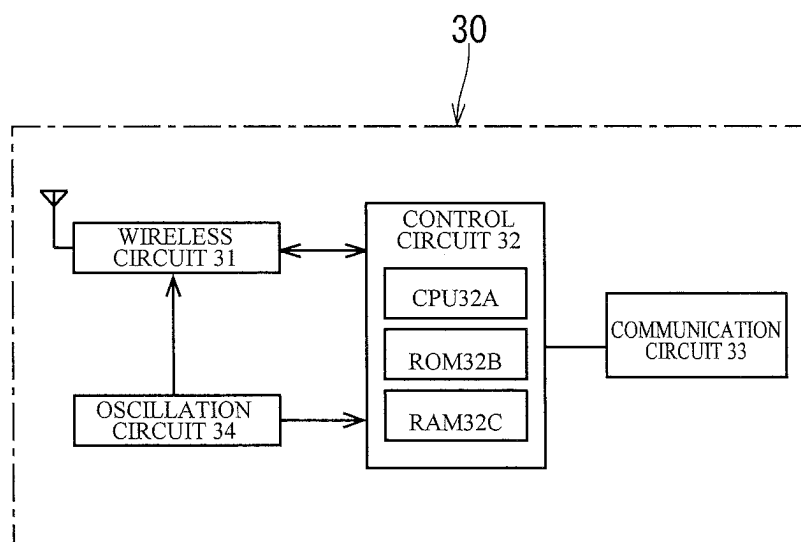 30
WIRELESS
CIRCUIT 31
CONTROL
CIRCUIT 32
CPU32A
ROM32B
RAM32C
COMMUNICATION
CIRCUIT 33
OSCILLATION
CIRCUIT 34